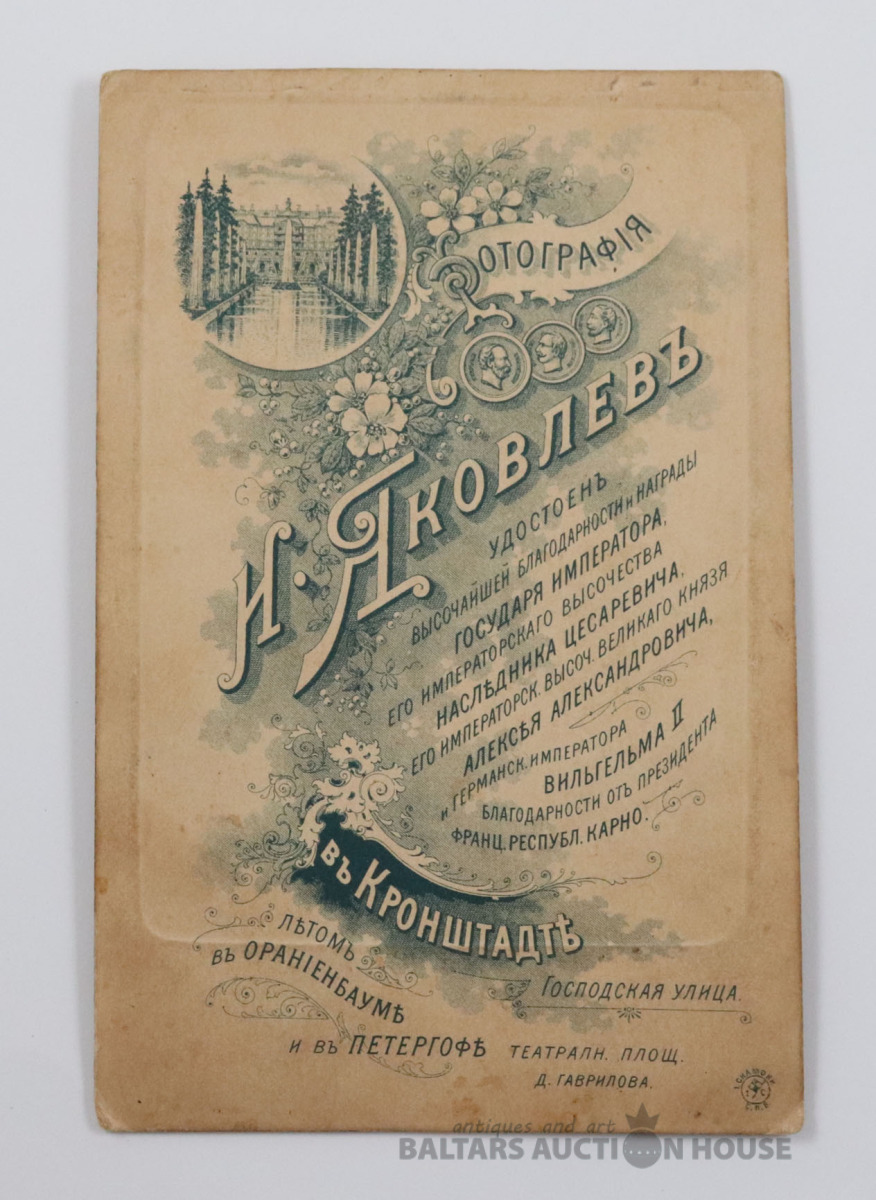 ФОТОГРАФІЯ
И. ЯКОВЛЕВЪ
УДОСТОЕНЪ
ВЫСОЧАЙШЕЙ БЛАГОДАРНОСТИ и НАГРАДЫ
ГОСУДАРЯ ИМПЕРАТОРА,
ЕГО ИМПЕРАТОРСКАГО ВЫСОЧЕСТВА
НАСЛѢДНИКА ЦЕСАРЕВИЧА,
ЕГО ИМПЕРАТОРСК. ВЫСОЧ. ВЕЛИКАГО КНЯЗЯ
АЛЕКСѢЯ АЛЕКСАНДРОВИЧА,
и ГЕРМАНСК. ИМПЕРАТОРА
ВИЛЬГЕЛЬМА II
БЛАГОДАРНОСТИ ОТЪ ПРЕЗИДЕНТА
ФРАНЦ. РЕСПУБЛ. КАРНО.
ВЪ КРОНШТАДТѢ
ГОСПОДСКАЯ УЛИЦА.
ЛѢТОМЪ
ВЪ ОРАНІЕНБАУМѢ
И ВЪ ПЕТЕРГОФѢ ТЕАТРАЛН. ПЛОЩ.
Д. ГАВРИЛОВА.
antiques and art
BALTARS AUCTION HOUSE